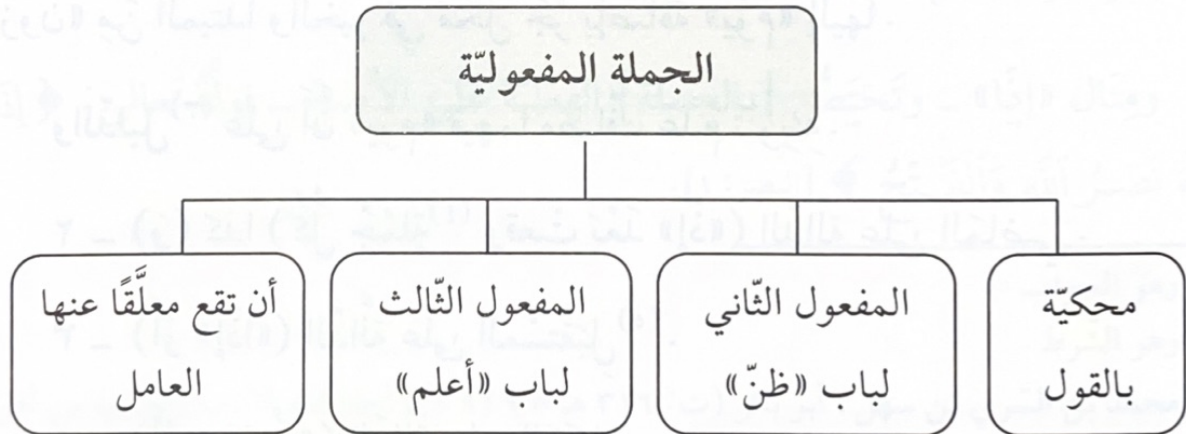 الجملة المفعوليّة
محكيّة
بالقول
المفعول الثّاني
لباب «ظنّ»
المفعول الثّالث
لباب «أعلم»
أن تقع معلَّقًا عنها
العامل